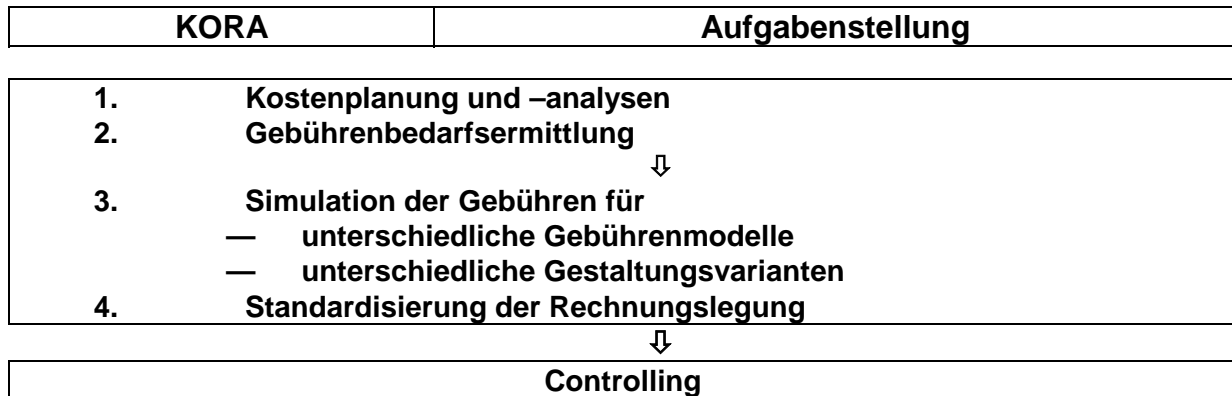 KORA Aufgabenstellung
1. Kostenplanung und –analysen
2. Gebührenbedarfsermittlung
⇩
3. Simulation der Gebühren für
— unterschiedliche Gebührenmodelle
— unterschiedliche Gestaltungsvarianten
4. Standardisierung der Rechnungslegung
⇩
Controlling